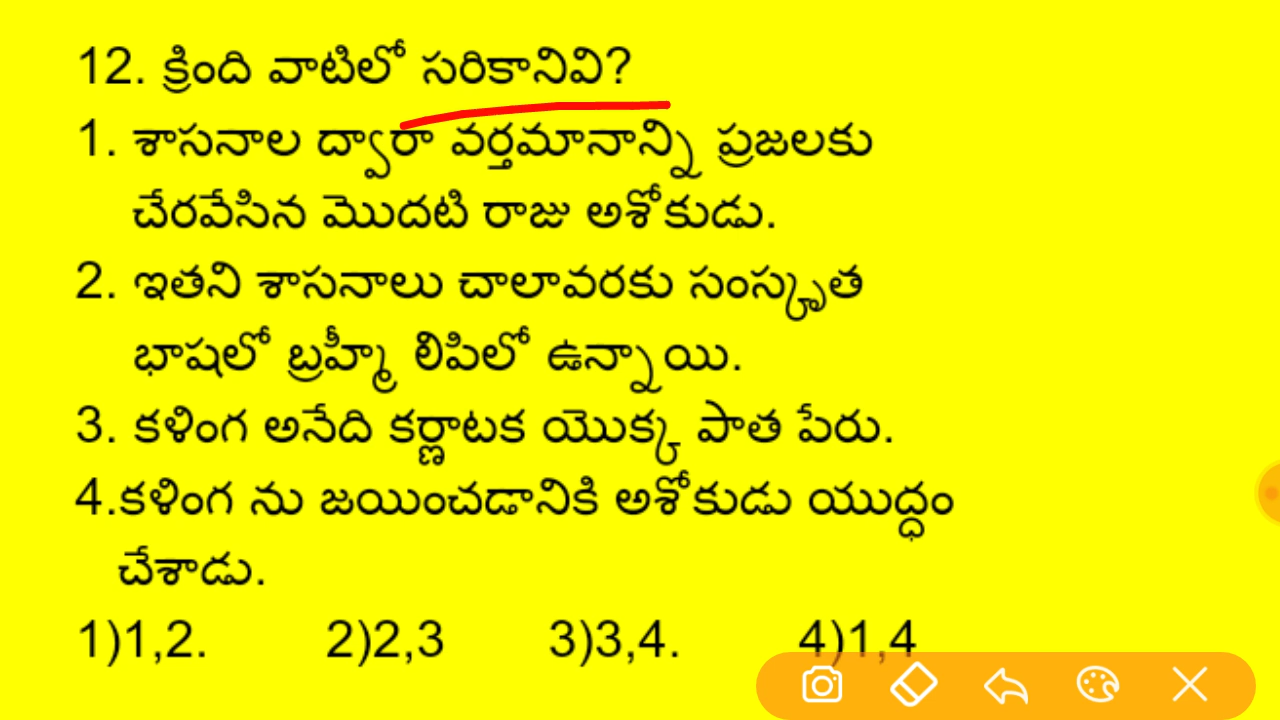 12. క్రింది వాటిలో సరికానివి?
1. శాసనాల ద్వారా వర్తమానాన్ని ప్రజలకు
చేరవేసిన మొదటి రాజు అశోకుడు.
2. ఇతని శాసనాలు చాలావరకు సంస్కృత
భాషలో బ్రహ్మీ లిపిలో ఉన్నాయి.
3. కళింగ అనేది కర్ణాటక యొక్క పాత పేరు.
4.కళింగ ను జయించడానికి అశోకుడు యుద్ధం
చేశాడు.
1)1,2. 2)2,3 3)3,4. 4)1,4